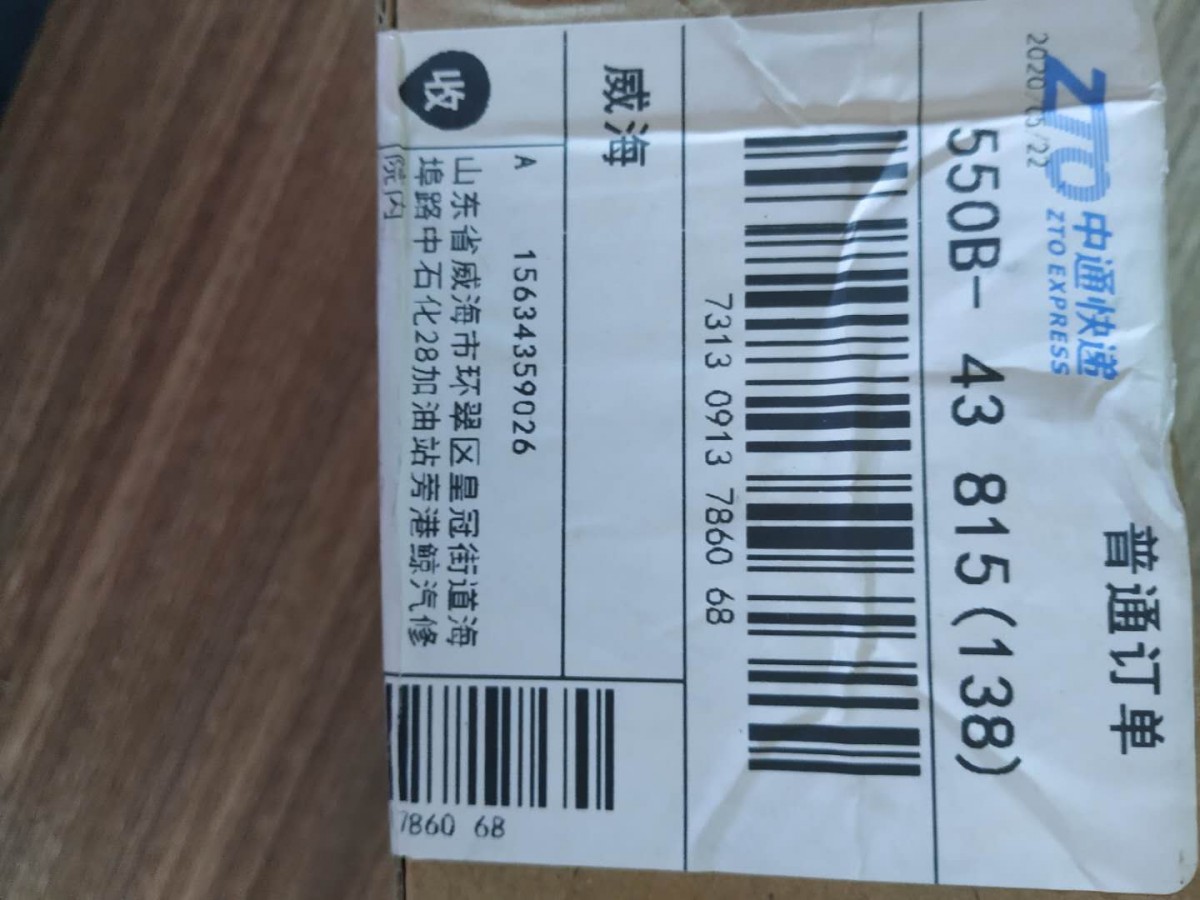 ZTO 中通快递
ZTO EXPRESS
2020/05/22
普通订单
550B- 43 815(138)
7313 0913 7860 68
威海
收
A 15634359026
山东省威海市环翠区皇冠街道海
埠路中石化28加油站旁港鲸汽修
院内
7860 68